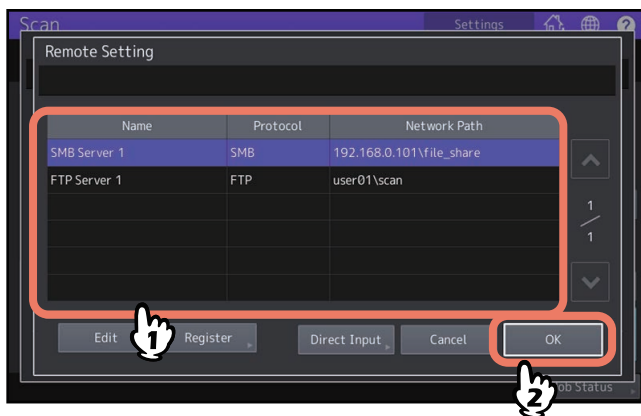 Scan
Settings
?
Remote Setting
Name Protocol Network Path
SMB Server 1 SMB 192.168.0.101\file_share
FTP Server 1 FTP user01\scan
1
1
Edit Register Direct Input Cancel OK
1
2
ob Status